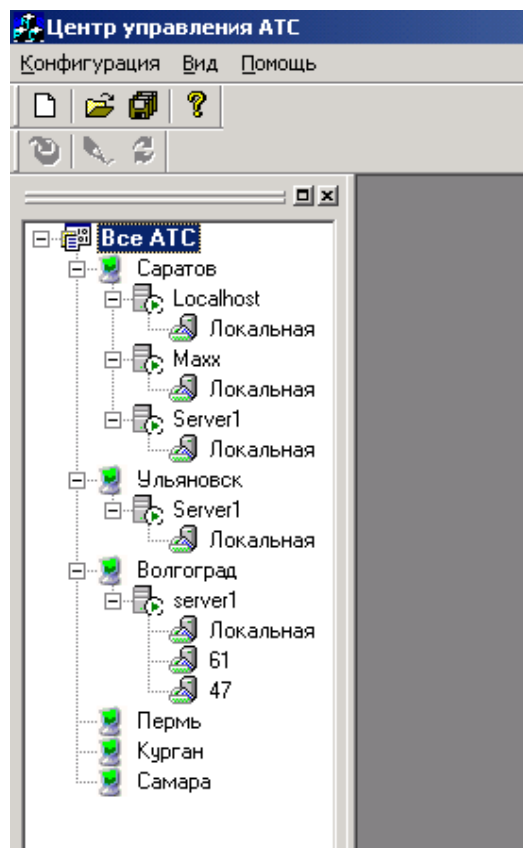 Центр управления АТС
Конфигурация Вид Помощь
Все АТС
Саратов
Localhost
Локальная
Maxx
Локальная
Server1
Локальная
Ульяновск
Server1
Локальная
Волгоград
server1
Локальная
61
47
Пермь
Курган
Самара